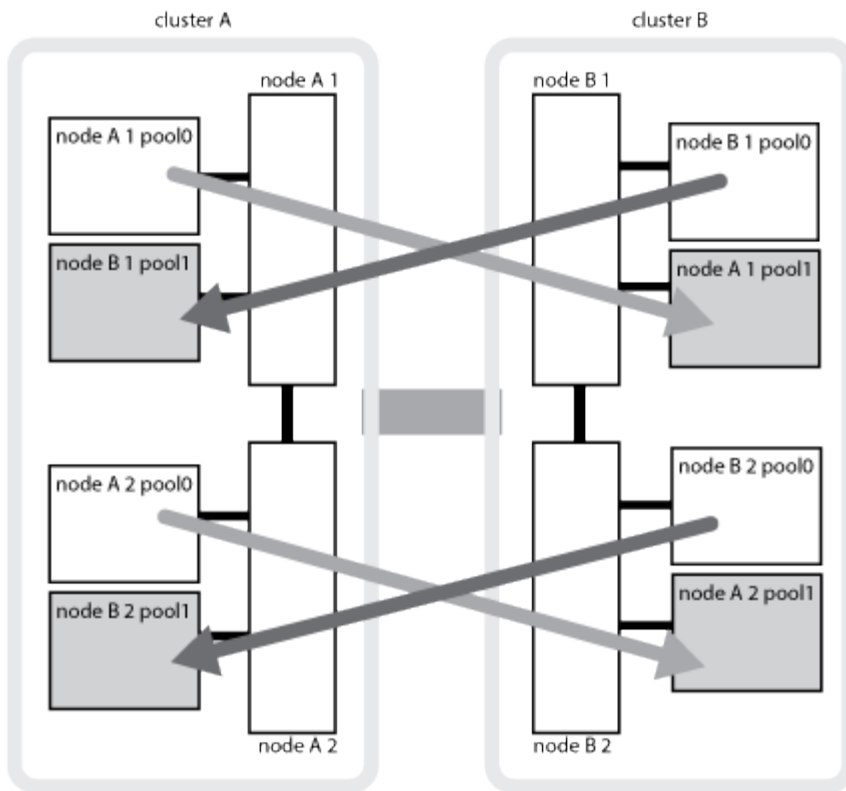 cluster A
cluster B
node A 1
node B 1
node A 1 pool0
node B 1 pool0
node B 1 pool1
node A 1 pool1
node A 2 pool0
node B 2 pool0
node B 2 pool1
node A 2 pool1
node A 2
node B 2